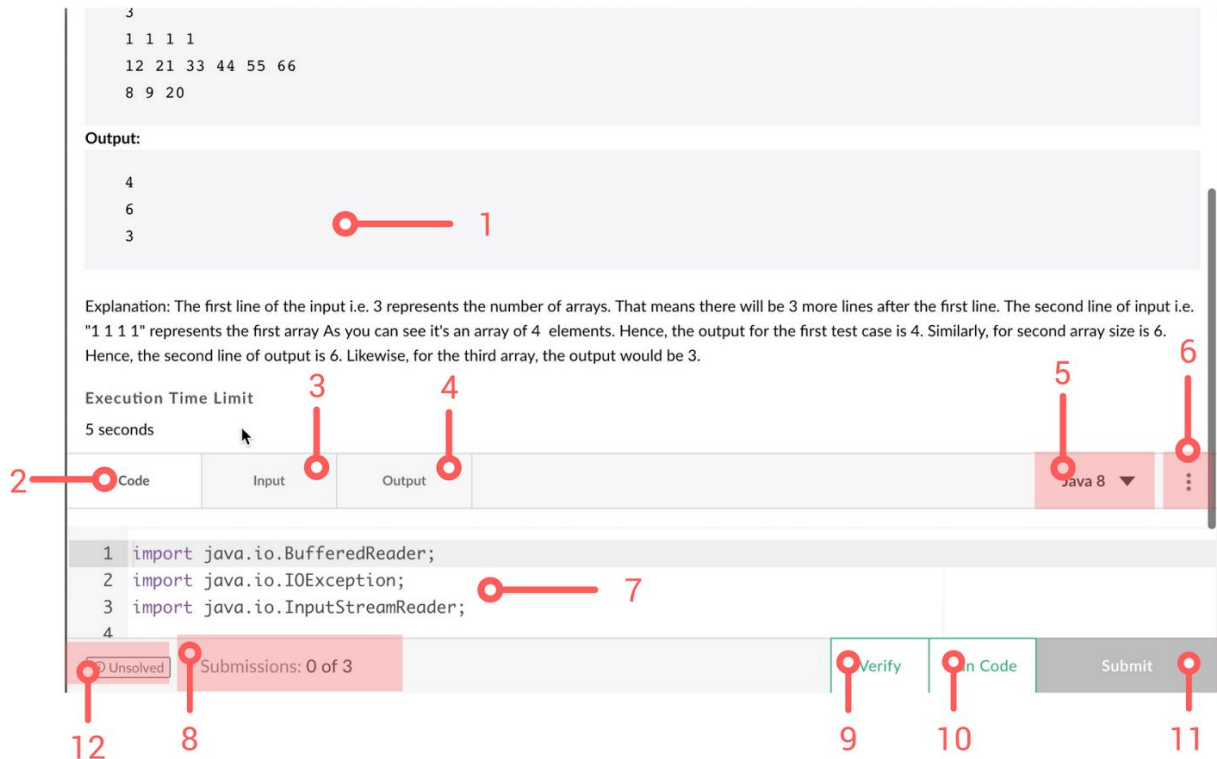 3
1 1 1 1
12 21 33 44 55 66
8 9 20
Output:
4
6
3
1
Explanation: The first line of the input i.e. 3 represents the number of arrays. That means there will be 3 more lines after the first line. The second line of input i.e.
"1 1 1 1" represents the first array As you can see it's an array of 4 elements. Hence, the output for the first test case is 4. Similarly, for second array size is 6.
Hence, the second line of output is 6. Likewise, for the third array, the output would be 3.
6
Execution Time Limit
3 4 5
5 seconds
2 Code Input Output Java 8
1 import java.io.BufferedReader;
2 import java.io.IOException;
7
3 import java.io.InputStreamReader;
4
Unsolved Submissions: 0 of 3 Verify Code Submit
12 8 9 10 11